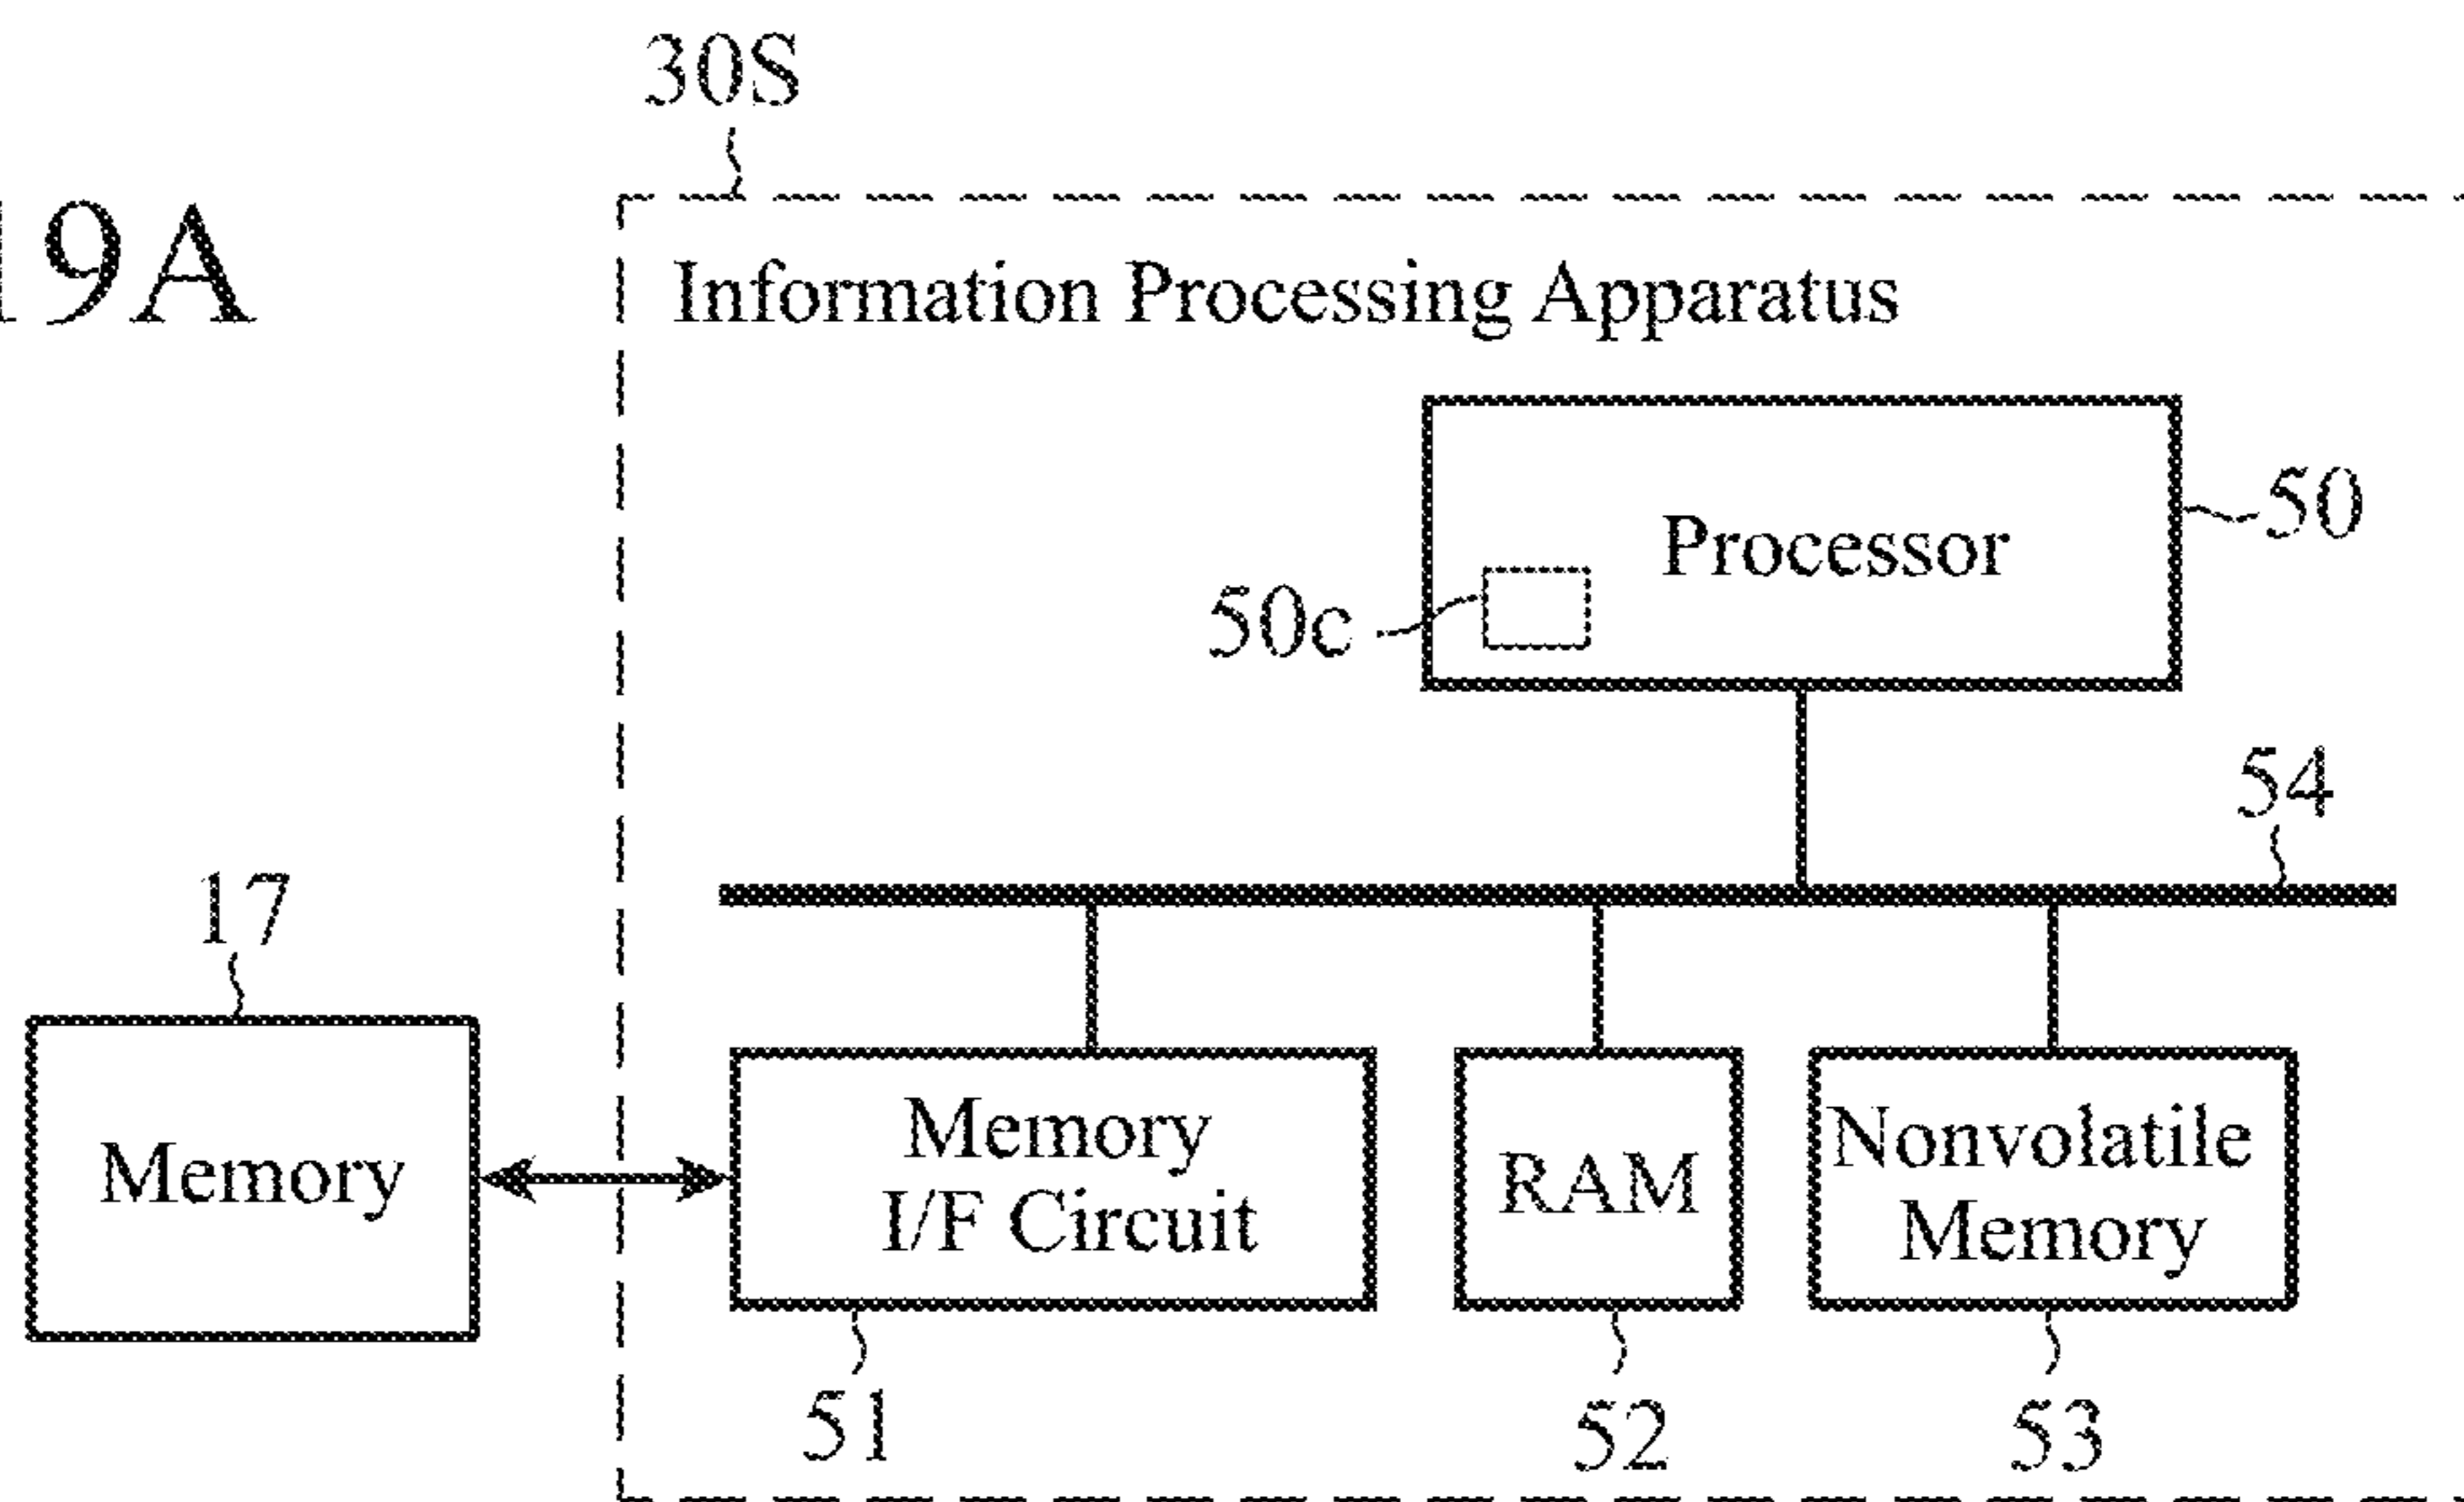 30S
19A
Information Processing Apparatus
Processor
50
50c
54
17
Memory
Memory
I/F Circuit
RAM
Nonvolatile
Memory
51
52
53